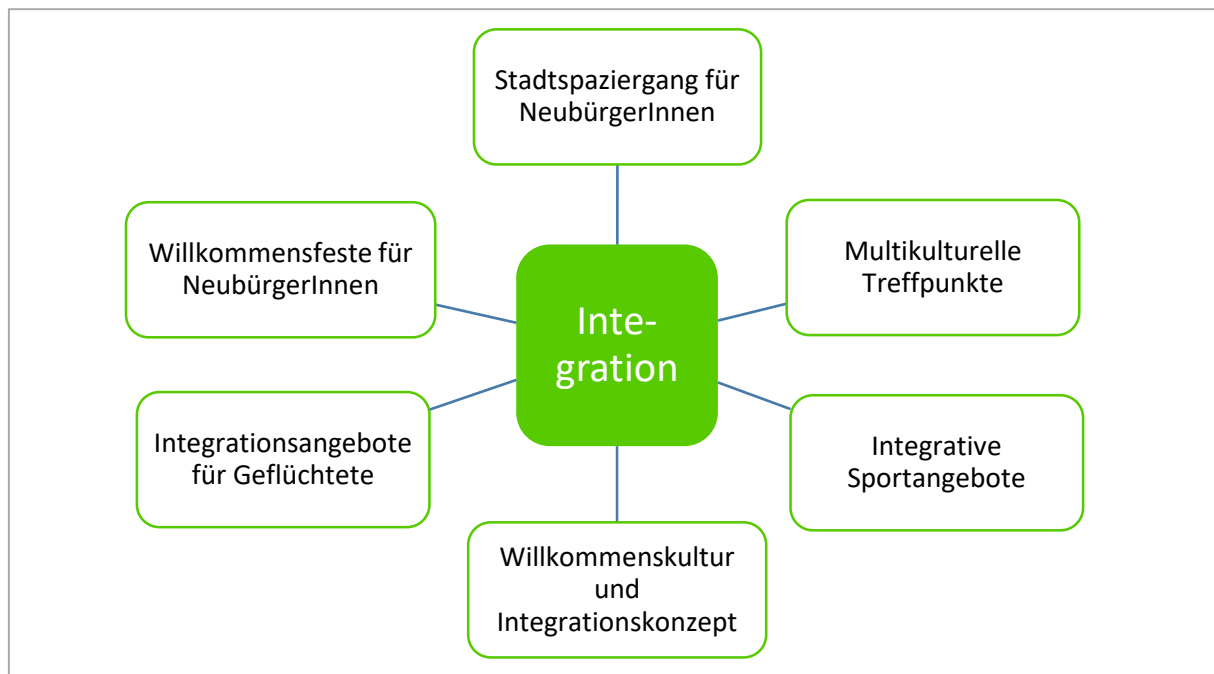 Stadtspaziergang für
NeubürgerInnen
Willkommensfeste für
NeubürgerInnen
Multikulturelle
Treffpunkte
Inte-
gration
Integrationsangebote
für Geflüchtete
Integrative
Sportangebote
Willkommenskultur
und
Integrationskonzept